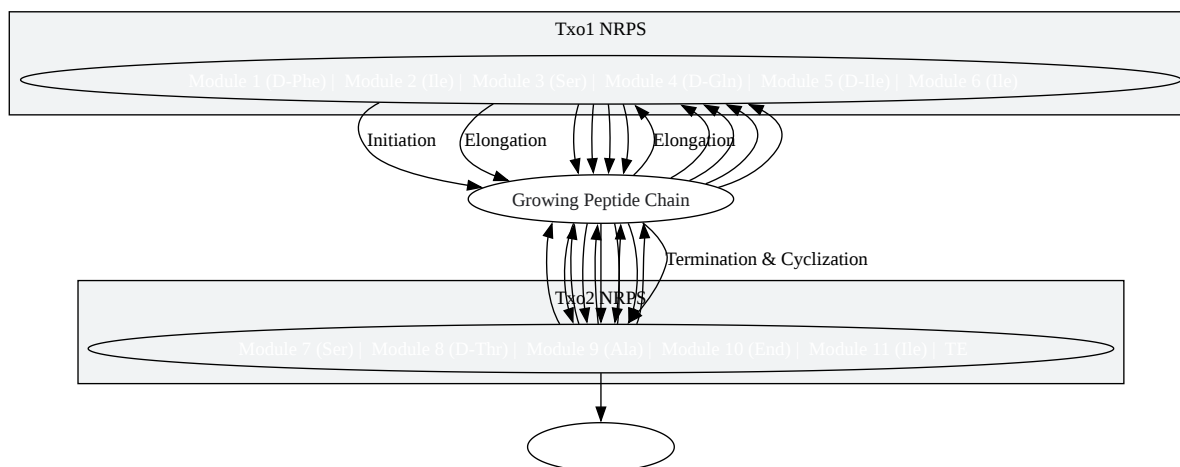 Txo1 NRPS
Module 1 (D-Phe) | Module 2 (Ile) | Module 3 (Ser) | Module 4 (D-Gln) | Module 5 (D-Ile) | Module 6 (Ile)
Initiation
Elongation
Elongation
Growing Peptide Chain
Termination & Cyclization
Txo2 NRPS
Module 7 (Ser) | Module 8 (D-Thr) | Module 9 (Ala) | Module 10 (End) | Module 11 (Ile) | TE